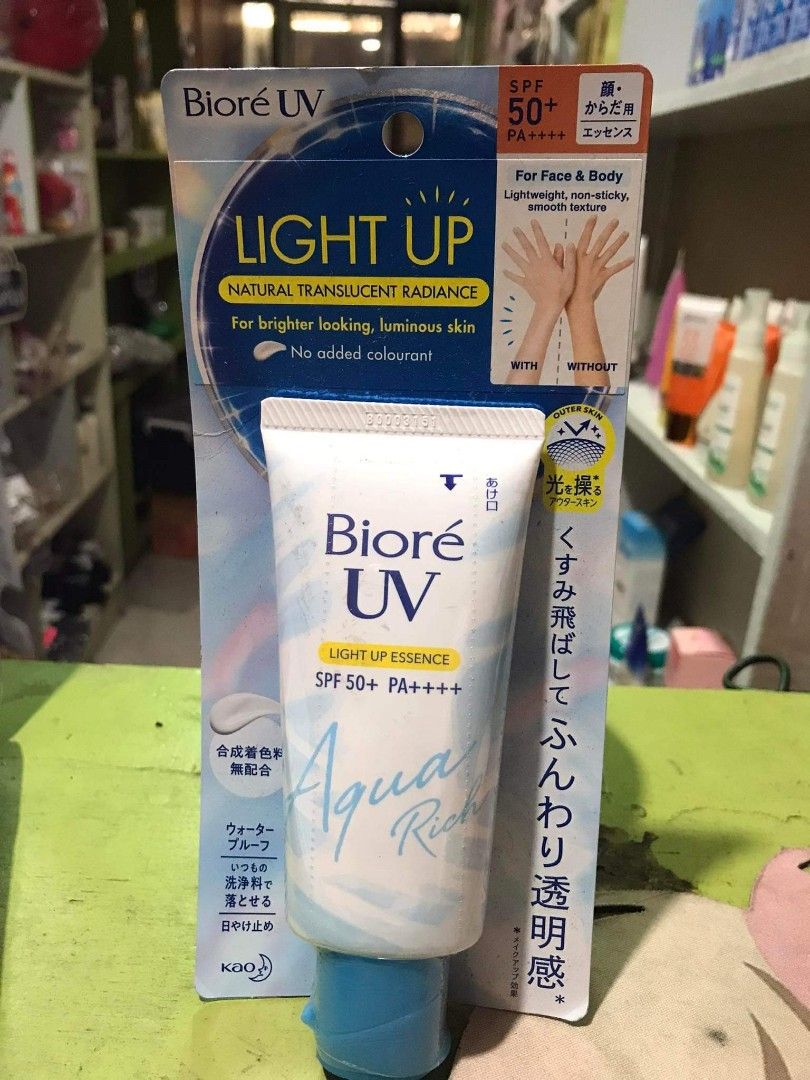 Bioré UV
SPF
50+
PA++++
顔・
からだ用
エッセンス
LIGHT UP
NATURAL TRANSLUCENT RADIANCE
For brighter looking, luminous skin
No added colourant
For Face & Body
Lightweight, non-sticky,
smooth texture
WITH
WITHOUT
OUTER SKIN
光を操る*
アウタースキン
くすみ飛ばして
ふんわり透明感*
*メイクアップ効果
あけ口
Bioré
UV
LIGHT UP ESSENCE
SPF 50+ PA++++
Aqua
Rich
合成着色料
無配合
ウォーター
プルーフ
いつもの
洗浄料で
落とせる
日やけ止め
Kao